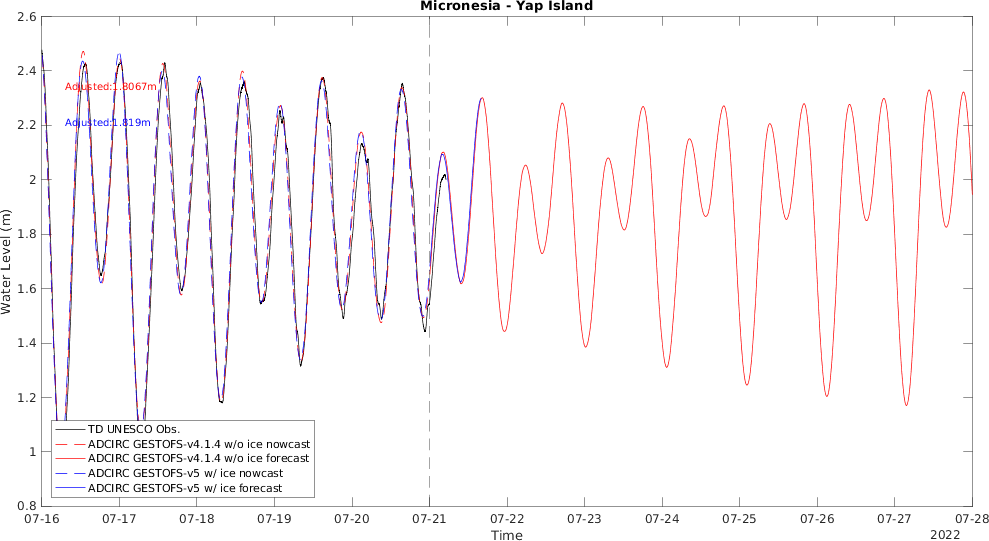 Micronesia - Yap Island
2.6
2.4
Adjusted:1.8067m
2.2
Adjusted:1.819m
2
1.8
1.6
1.4
1.2
1
0.8
Water Level (m)
TD UNESCO Obs.
ADCIRC GESTOFS-v4.1.4 w/o ice nowcast
ADCIRC GESTOFS-v4.1.4 w/o ice forecast
ADCIRC GESTOFS-v5 w/ ice nowcast
ADCIRC GESTOFS-v5 w/ ice forecast
07-16 07-17 07-18 07-19 07-20 07-21 07-22 07-23 07-24 07-25 07-26 07-27 07-28
Time
2022